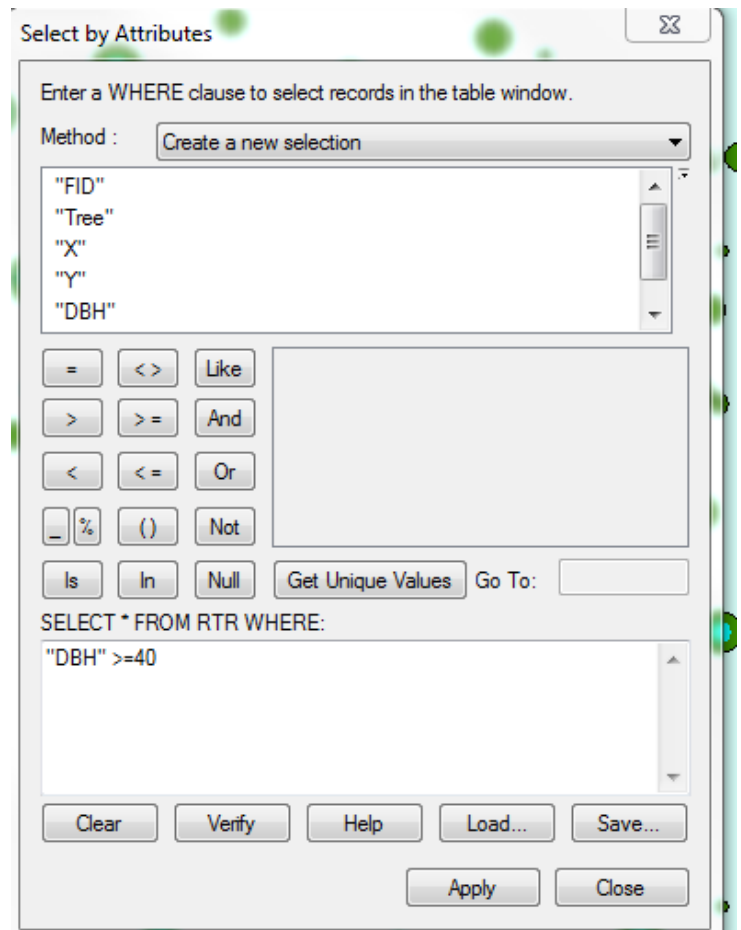 Select by Attributes
Enter a WHERE clause to select records in the table window.
Method : Create a new selection
"FID"
"Tree"
"X"
"Y"
"DBH"
= < > Like
> > = And
< < = Or
_ % ( ) Not
Is In Null Get Unique Values Go To:
SELECT * FROM RTR WHERE:
"DBH" >=40
Clear Verify Help Load... Save...
Apply Close